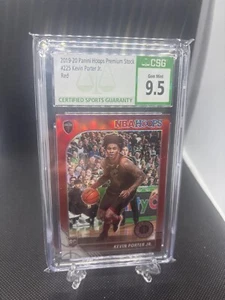 2019-20 Panini Hoops Premium Stock
#225 Kevin Porter Jr.
Red
CSG
Gem Mint
9.5
CERTIFIED SPORTS GUARANTY
NBA HOOPS
KEVIN PORTER JR.